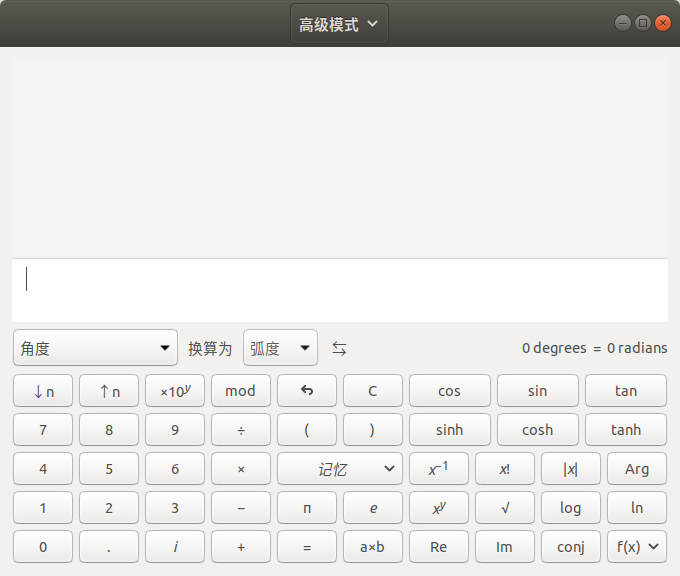 高级模式
角度 换算为 弧度 ⇆ 0 degrees = 0 radians
↓n ↑n ×10ʸ mod C cos sin tan
7 8 9 ÷ ( ) sinh cosh tanh
4 5 6 × 记忆 x⁻¹ x! |x| Arg
1 2 3 − π e xʸ √ log ln
0 . i + = a×b Re Im conj f(x)